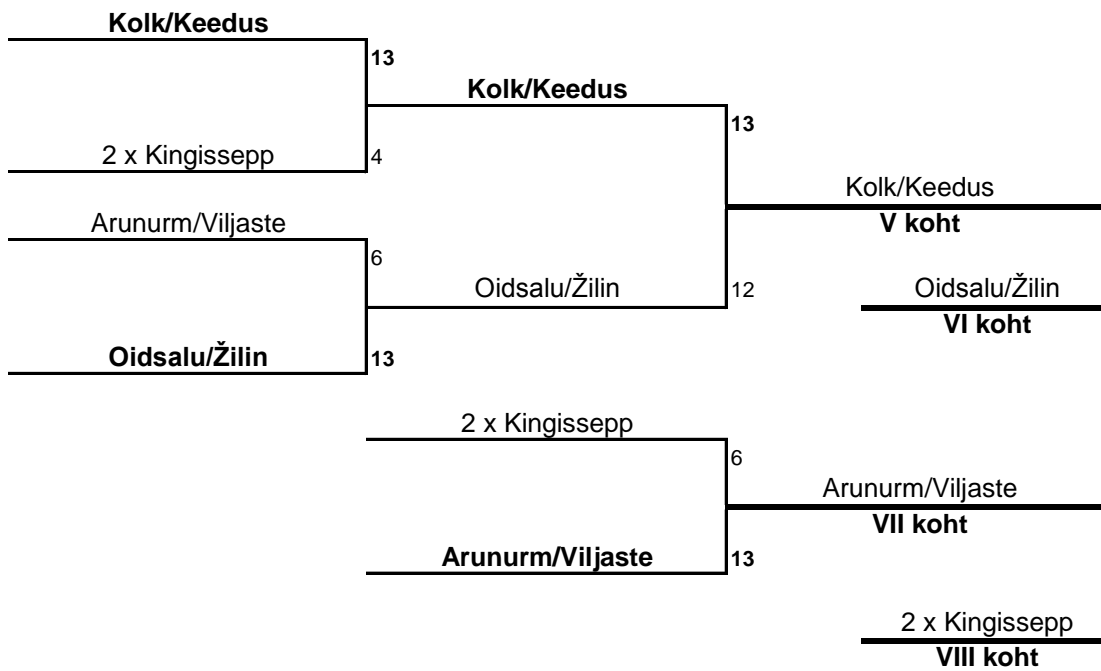 Kolk/Keedus
13
Kolk/Keedus
13
2 x Kingissepp
4
Kolk/Keedus
Arunurm/Viljaste
V koht
6
Oidsalu/Žilin
12
Oidsalu/Žilin
VI koht
Oidsalu/Žilin
13
2 x Kingissepp
6
Arunurm/Viljaste
VII koht
Arunurm/Viljaste
13
2 x Kingissepp
VIII koht